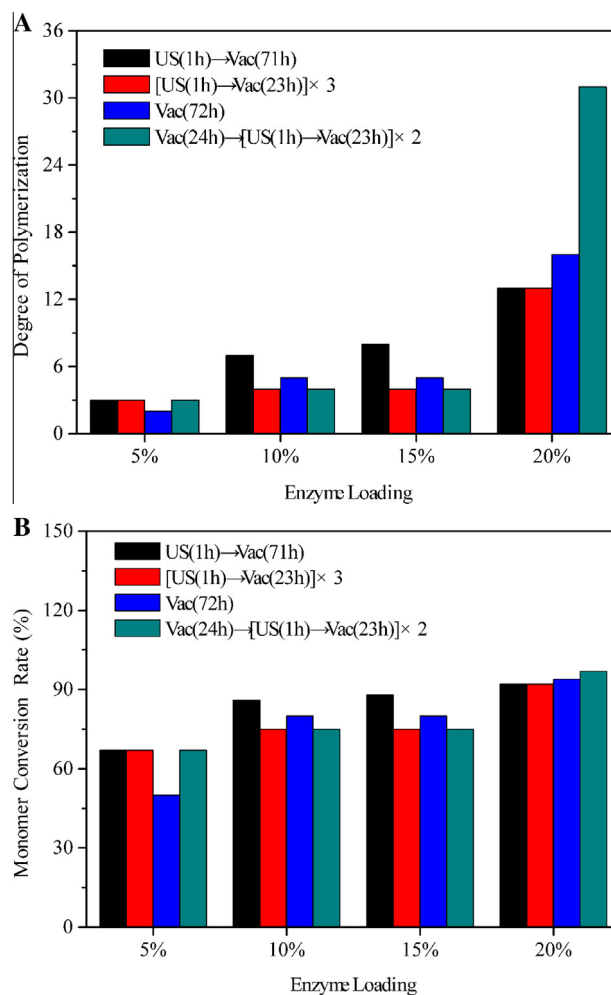 A
36
30
24
18
12
6
0
Degree of Polymerization
US(1h)→Vac(71h)
[US(1h)→Vac(23h)]× 3
Vac(72h)
Vac(24h)→[US(1h)→Vac(23h)]× 2
5% 10% 15% 20%
Enzyme Loading
B
150
120
90
60
30
0
Monomer Conversion Rate (%)
US(1h)→Vac(71h)
[US(1h)→Vac(23h)]× 3
Vac(72h)
Vac(24h)→[US(1h)→Vac(23h)]× 2
5% 10% 15% 20%
Enzyme Loading